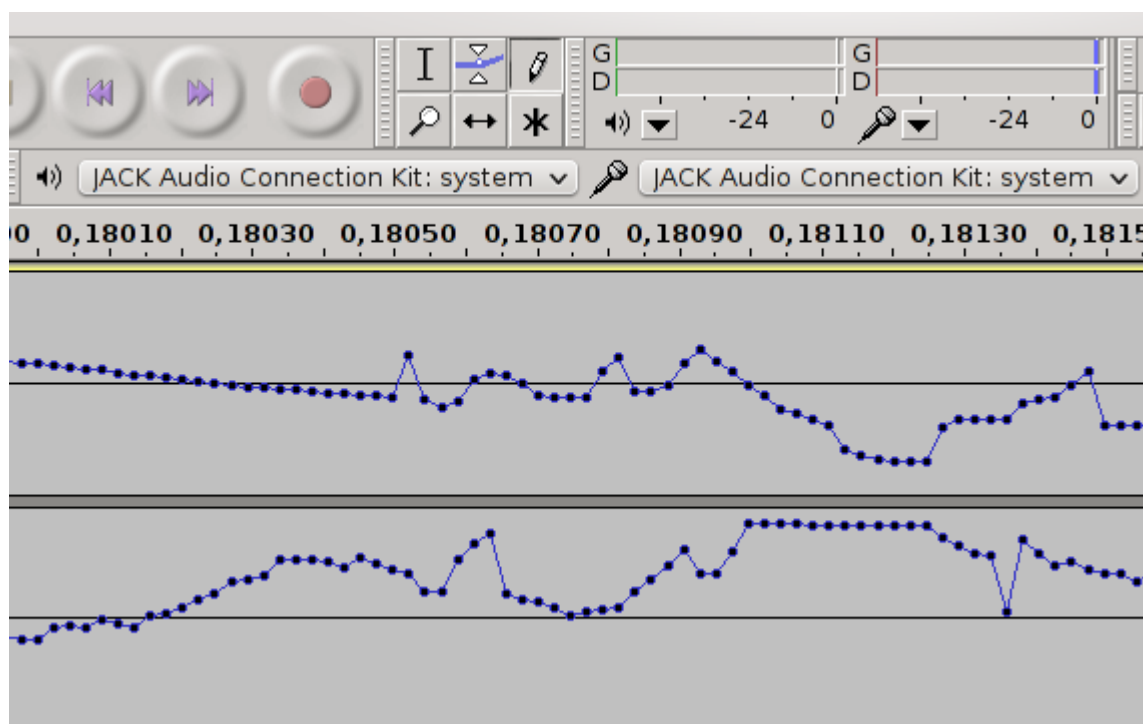 G G
D D
-24 0 -24 0
JACK Audio Connection Kit: system JACK Audio Connection Kit: system
0,18010 0,18030 0,18050 0,18070 0,18090 0,18110 0,18130